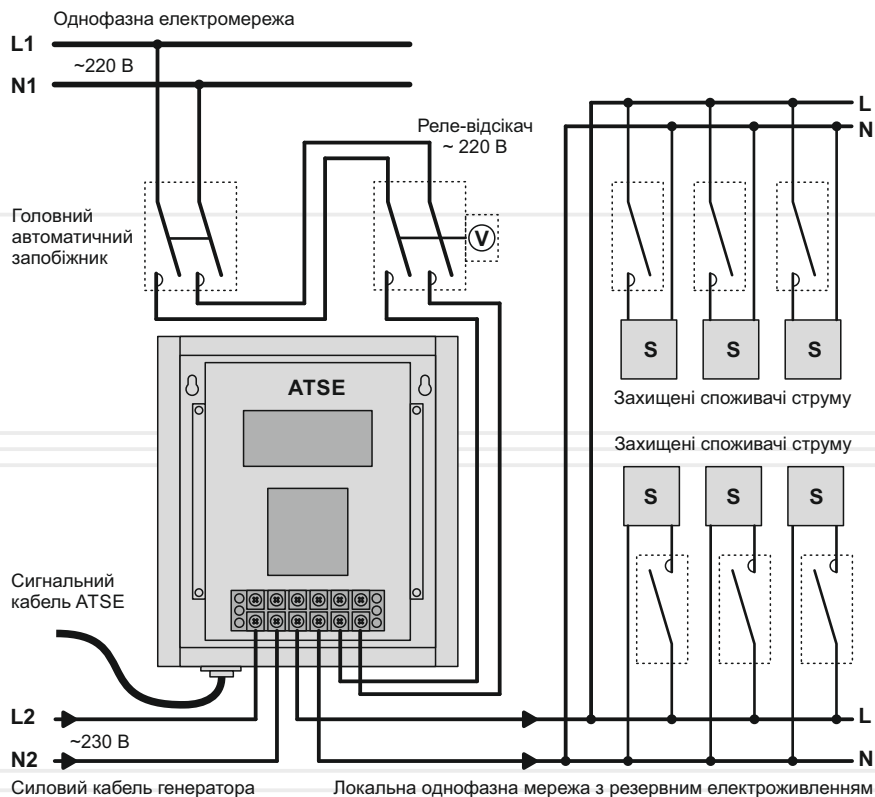 Однофазна електромережа
L1
~220 В
N1
Реле-відсікач
~ 220 В
L
N
Головний
автоматичний
запобіжник
V
S S S
Захищені споживачі струму
ATSE
Захищені споживачі струму
S S S
Сигнальний
кабель ATSE
L2
L
~230 В
N2
N
Силовий кабель генератора
Локальна однофазна мережа з резервним електроживленням